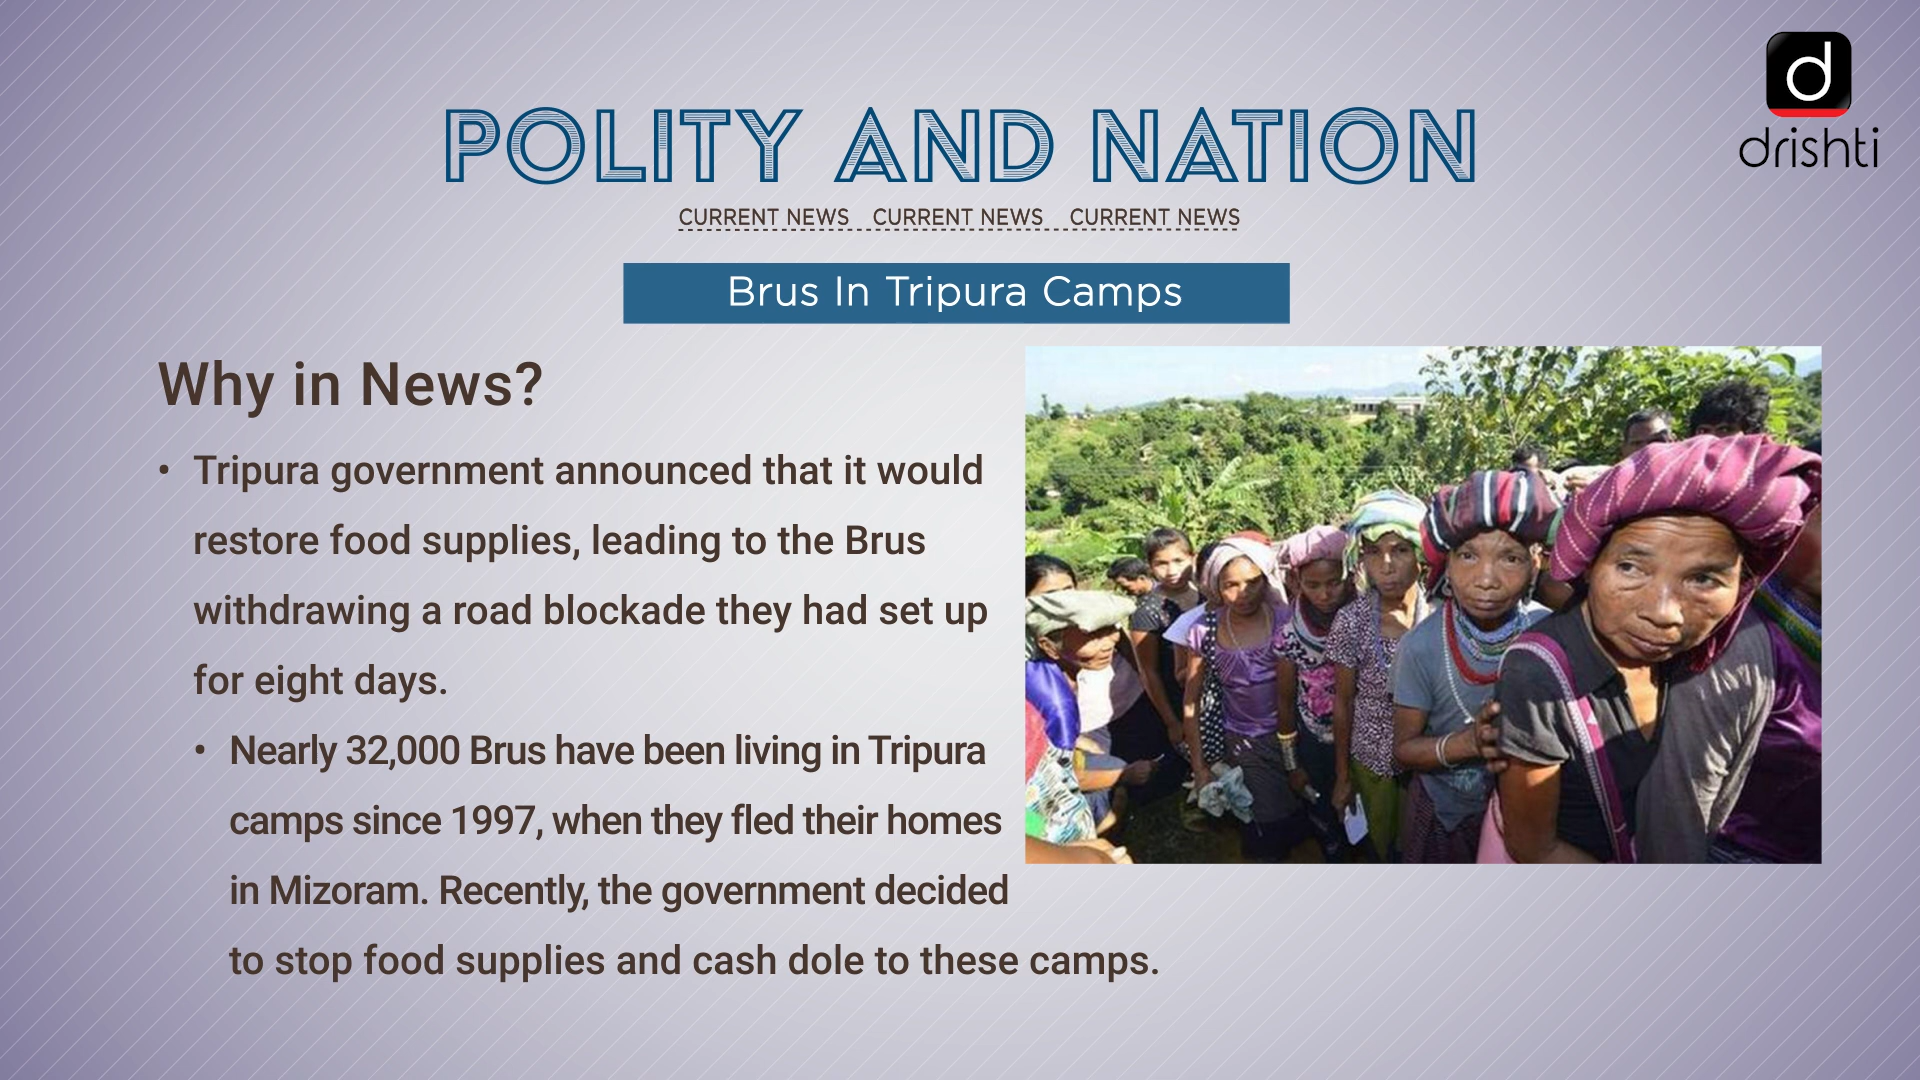 POLITY AND NATION
CURRENT NEWS CURRENT NEWS CURRENT NEWS
d
drishti
Brus In Tripura Camps
Why in News?
• Tripura government announced that it would
restore food supplies, leading to the Brus
withdrawing a road blockade they had set up
for eight days.
• Nearly 32,000 Brus have been living in Tripura
camps since 1997, when they fled their homes
in Mizoram. Recently, the government decided
to stop food supplies and cash dole to these camps.